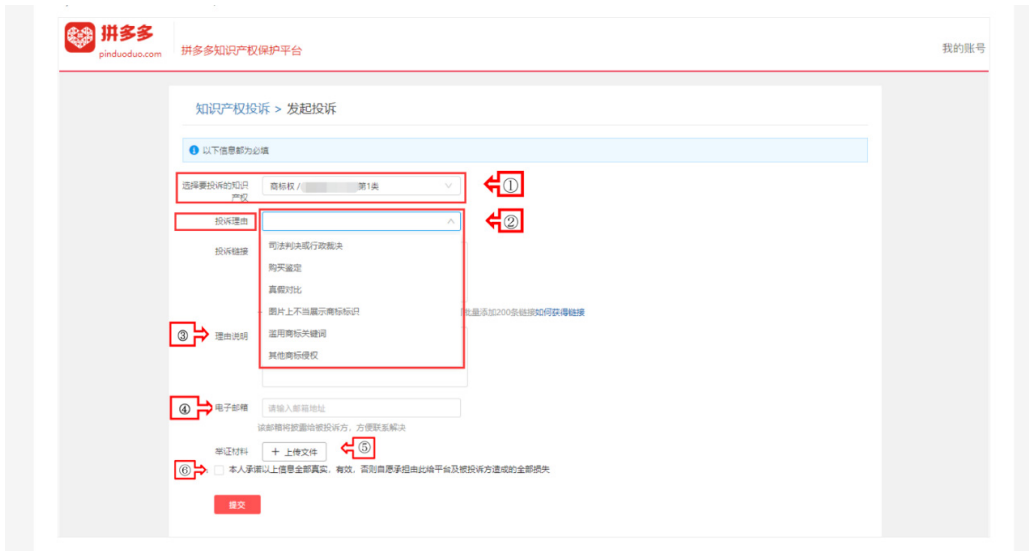 拼多多
pinduoduo.com
拼多多知识产权保护平台
我的账号
知识产权投诉 > 发起投诉
以下信息都为必填
选择要投诉的知识产权
商标权 /
第1类
①
投诉理由
②
投诉链接
司法判决或行政裁决
购买鉴定
真假对比
图片上不当展示商标标识
批量添加200条链接如何获得链接
③
理由说明
滥用商标关键词
其他商标侵权
④
电子邮箱
请输入邮箱地址
该邮箱将披露给被投诉方，方便联系解决
举证材料
+ 上传文件
⑤
⑥
本人承诺以上信息全部真实，有效，否则自愿承担由此给平台及被投诉方造成的全部损失
提交